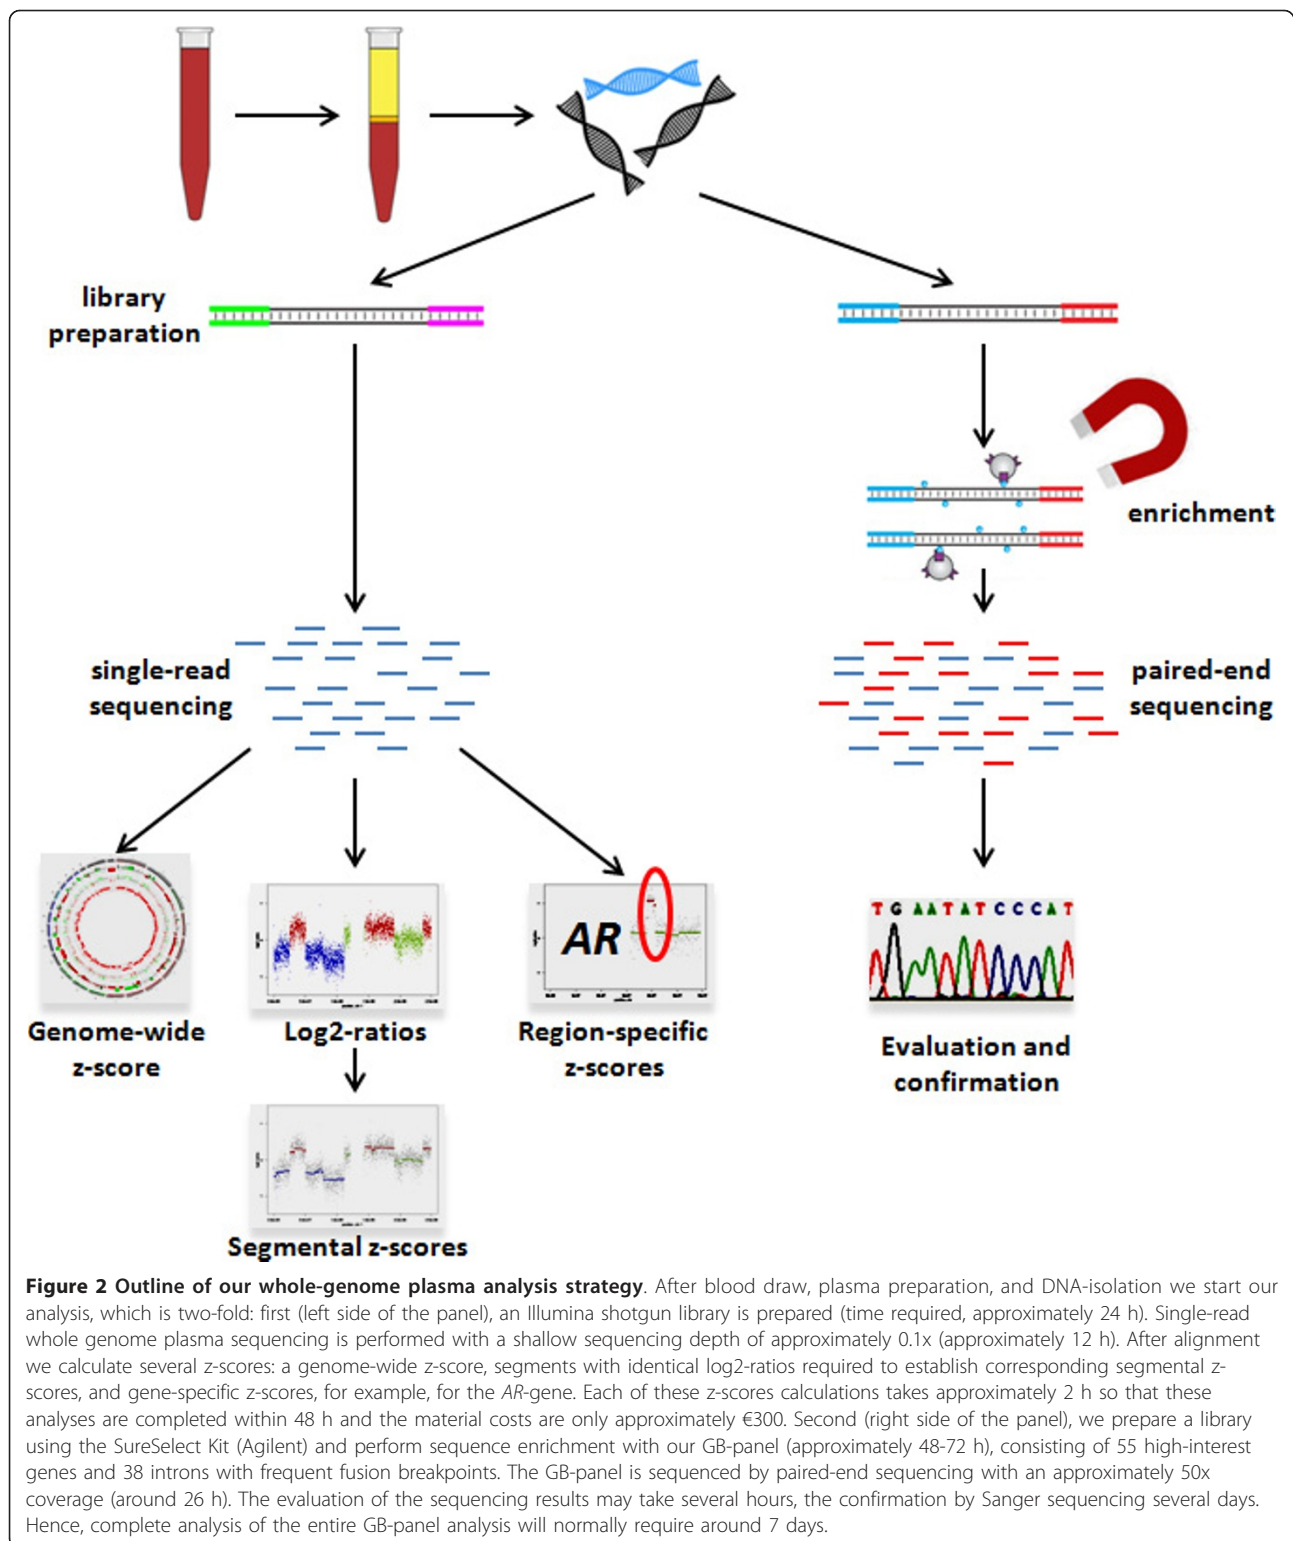 library
preparation
enrichment
single-read
sequencing
paired-end
sequencing
AR
T G A A T A T C C C A T
Genome-wide
z-score
Log2-ratios
Region-specific
z-scores
Evaluation and
confirmation
Segmental z-scores
Figure 2 Outline of our whole-genome plasma analysis strategy. After blood draw, plasma preparation, and DNA-isolation we start our
analysis, which is two-fold: first (left side of the panel), an Illumina shotgun library is prepared (time required, approximately 24 h). Single-read
whole genome plasma sequencing is performed with a shallow sequencing depth of approximately 0.1x (approximately 12 h). After alignment
we calculate several z-scores: a genome-wide z-score, segments with identical log2-ratios required to establish corresponding segmental z-
scores, and gene-specific z-scores, for example, for the AR-gene. Each of these z-scores calculations takes approximately 2 h so that these
analyses are completed within 48 h and the material costs are only approximately €300. Second (right side of the panel), we prepare a library
using the SureSelect Kit (Agilent) and perform sequence enrichment with our GB-panel (approximately 48-72 h), consisting of 55 high-interest
genes and 38 introns with frequent fusion breakpoints. The GB-panel is sequenced by paired-end sequencing with an approximately 50x
coverage (around 26 h). The evaluation of the sequencing results may take several hours, the confirmation by Sanger sequencing several days.
Hence, complete analysis of the entire GB-panel analysis will normally require around 7 days.